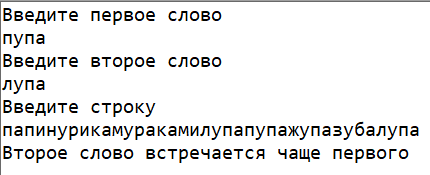 Введите первое слово
пупа
Введите второе слово
лупа
Введите строку
папинурикамуракамилупапупажупазубалупа
Второе слово встречается чаще первого